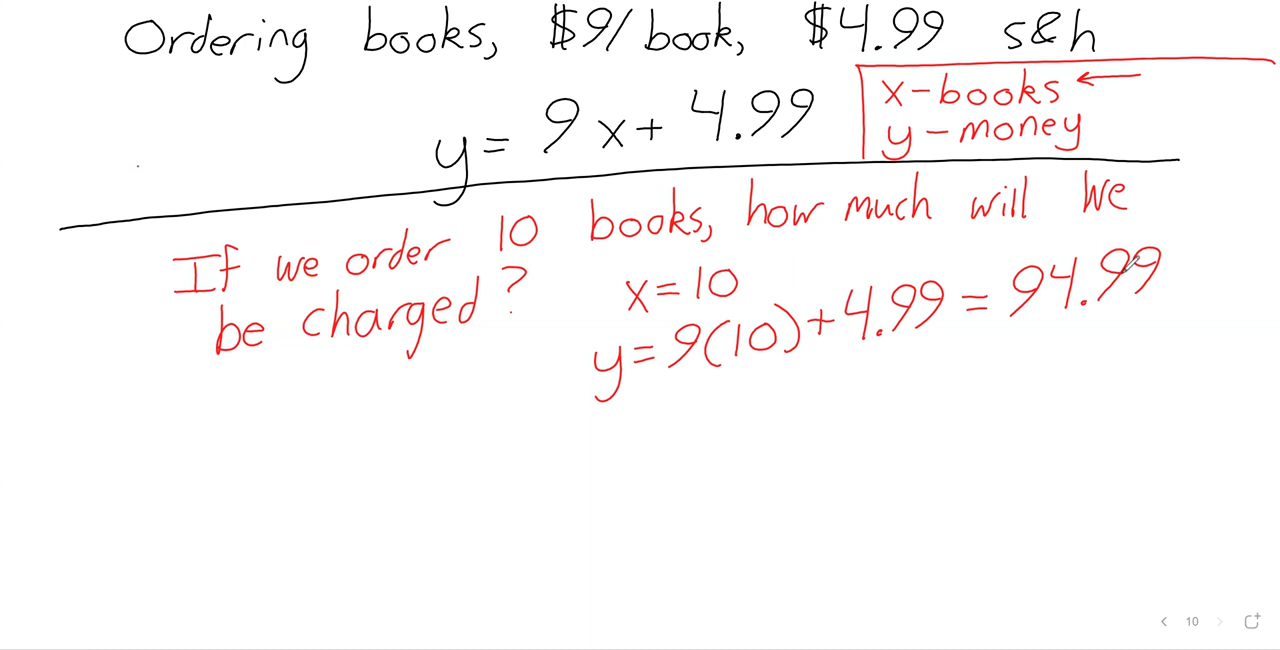 Ordering books, $9/book, $4.99 s&h
y = 9x + 4.99
x - books ←
y - money
If we order 10 books, how much will we
be charged?
x = 10
y = 9(10) + 4.99 = 94.99
10